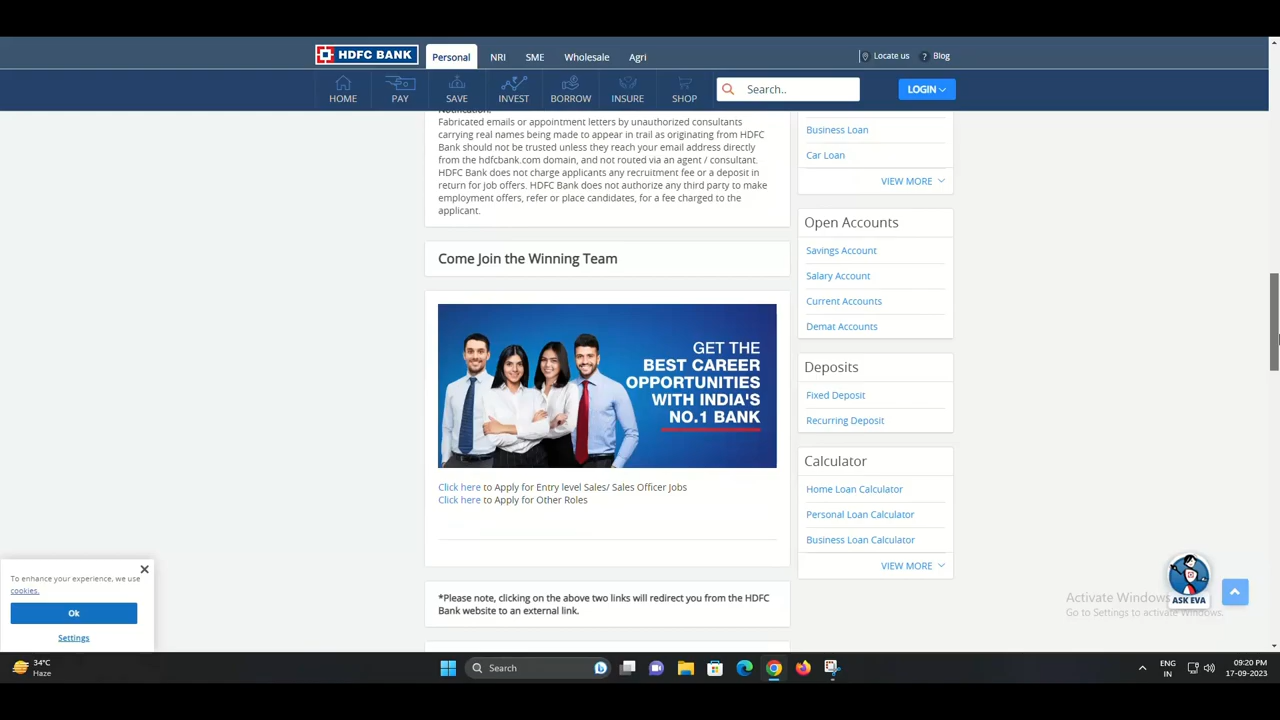 HDFC BANK
Personal
NRI
SME
Wholesale
Agri
Locate us
? Blog
HOME
PAY
SAVE
INVEST
BORROW
INSURE
SHOP
Search..
LOGIN
Notification:
Fabricated emails or appointment letters by unauthorized consultants
carrying real names being made to appear in trail as originating from HDFC
Bank should not be trusted unless they reach your email address directly
from the hdfcbank.com domain, and not routed via an agent / consultant.
HDFC Bank does not charge applicants any recruitment fee or a deposit in
return for job offers. HDFC Bank does not authorize any third party to make
employment offers, refer or place candidates, for a fee charged to the
applicant.
Come Join the Winning Team
GET THE
BEST CAREER
OPPORTUNITIES
WITH INDIA'S
NO.1 BANK
Click here to Apply for Entry level Sales/ Sales Officer Jobs
Click here to Apply for Other Roles
*Please note, clicking on the above two links will redirect you from the HDFC
Bank website to an external link.
Business Loan
Car Loan
VIEW MORE
Open Accounts
Savings Account
Salary Account
Current Accounts
Demat Accounts
Deposits
Fixed Deposit
Recurring Deposit
Calculator
Home Loan Calculator
Personal Loan Calculator
Business Loan Calculator
VIEW MORE
To enhance your experience, we use
cookies.
Ok
Settings
ASK EVA
Activate Windows
Go to Settings to activate Windows.
34°C
Haze
Search
ENG
IN
09:20 PM
17-09-2023